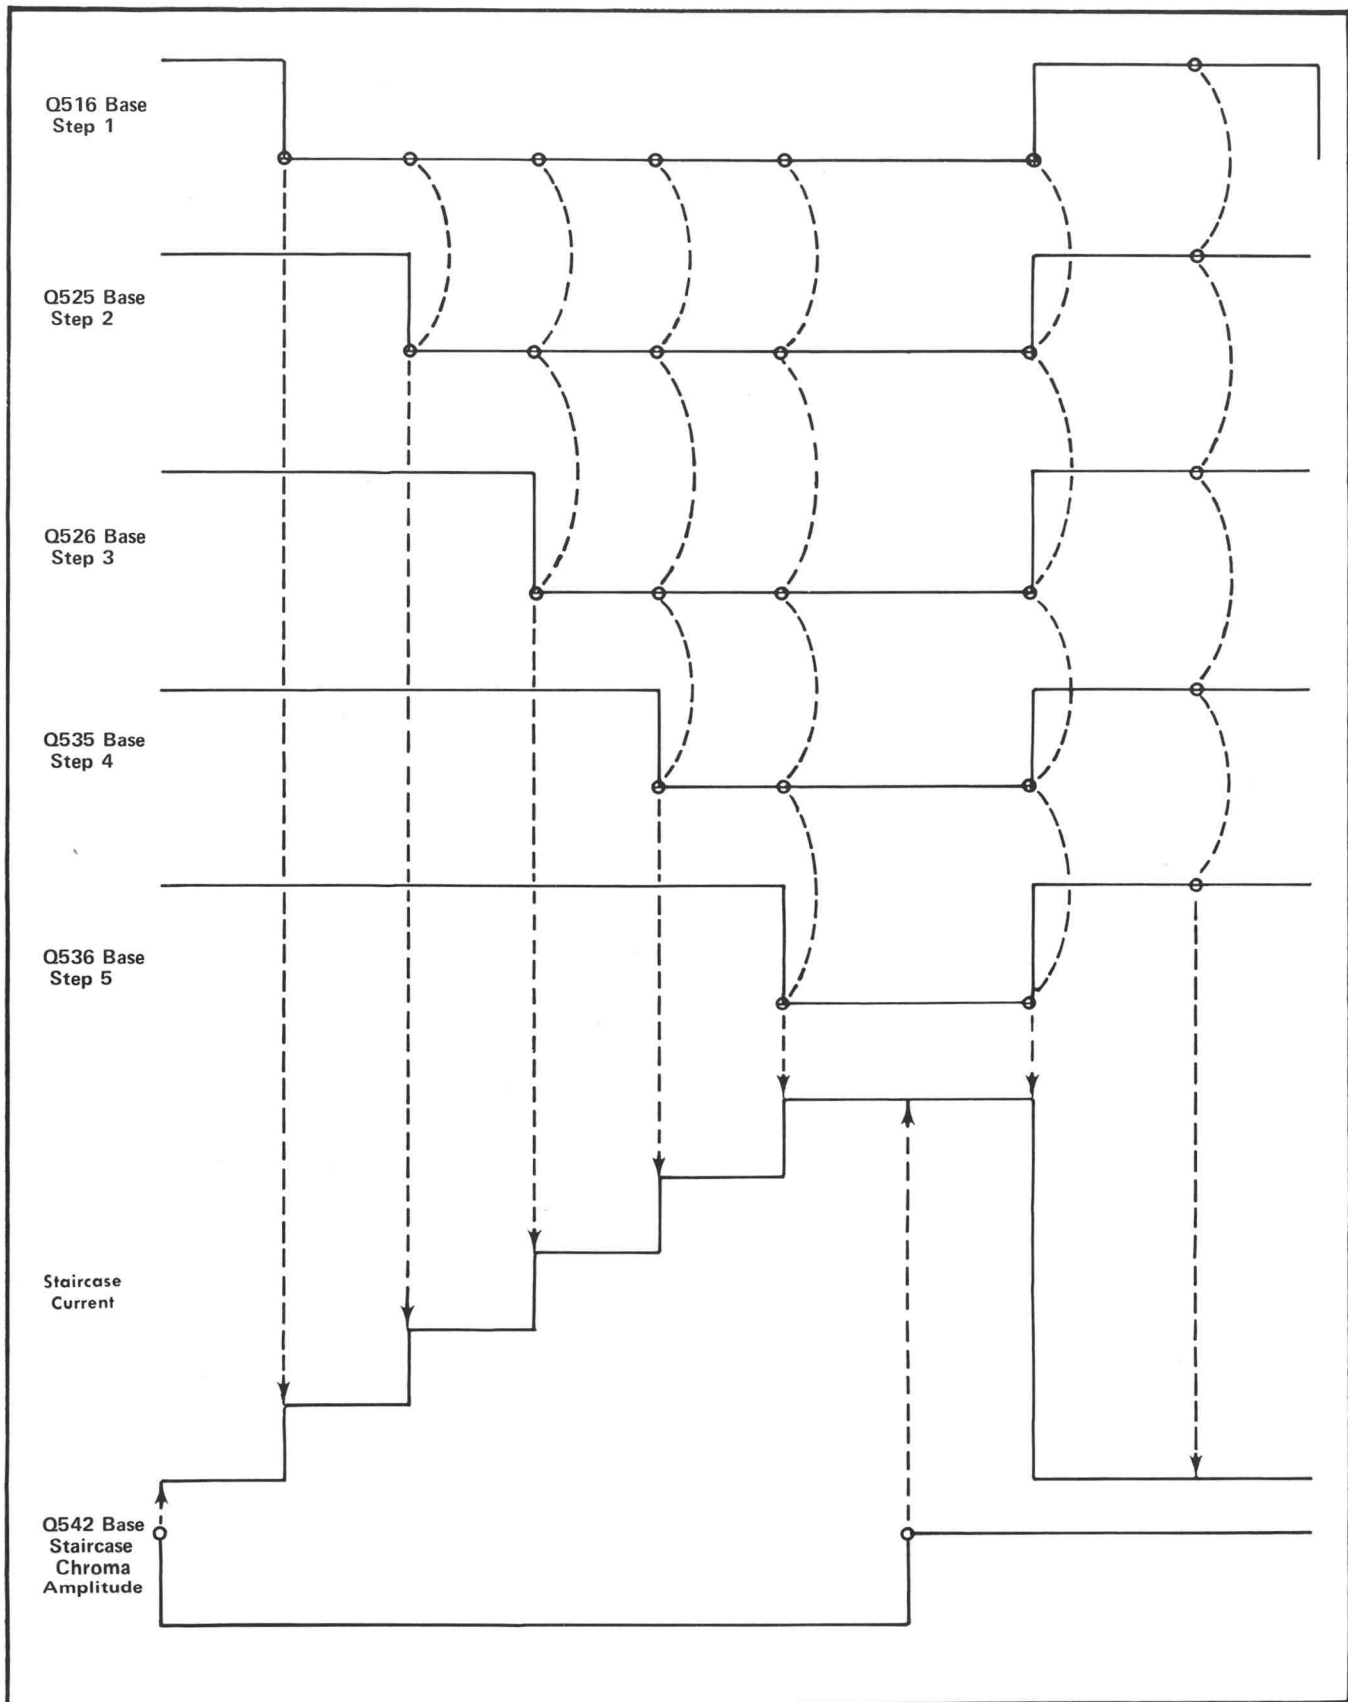 Q516 Base
Step 1
Q525 Base
Step 2
Q526 Base
Step 3
Q535 Base
Step 4
Q536 Base
Step 5
Staircase
Current
Q542 Base
Staircase
Chroma
Amplitude